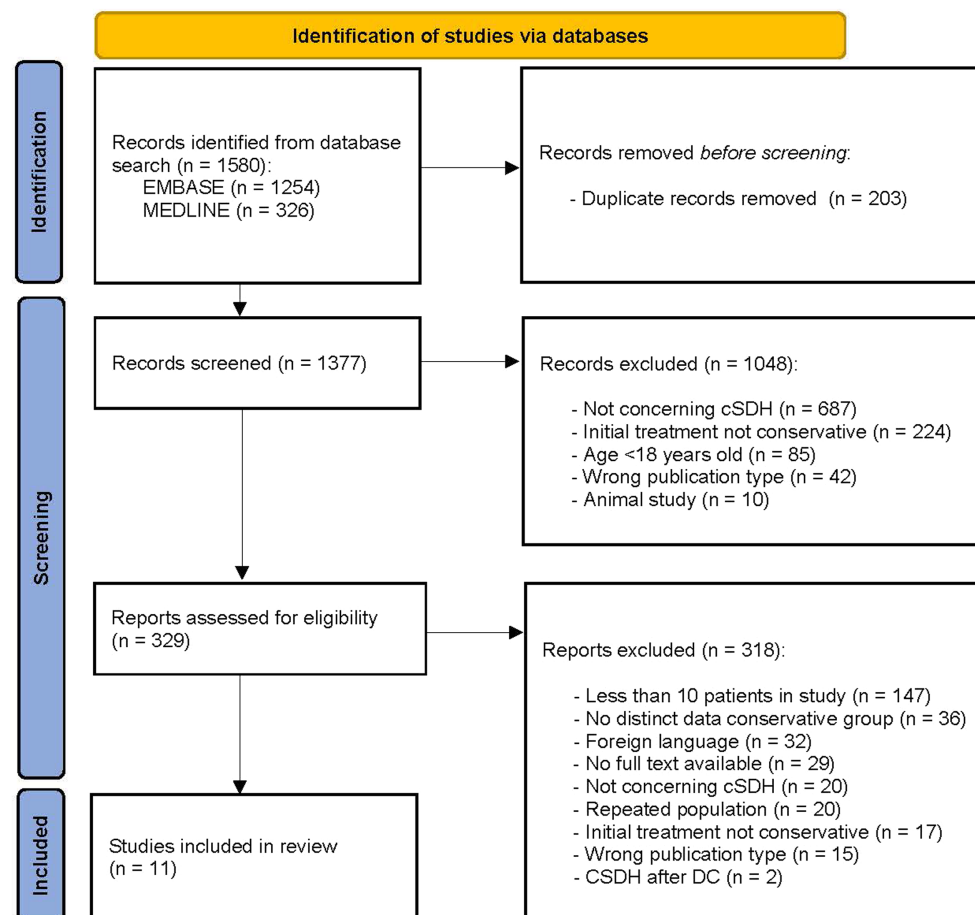 Identification of studies via databases
Identification
Records identified from database
search (n = 1580):
EMBASE (n = 1254)
MEDLINE (n = 326)
Records removed before screening:
- Duplicate records removed (n = 203)
Screening
Records screened (n = 1377)
Records excluded (n = 1048):
- Not concerning cSDH (n = 687)
- Initial treatment not conservative (n = 224)
- Age <18 years old (n = 85)
- Wrong publication type (n = 42)
- Animal study (n = 10)
Reports assessed for eligibility
(n = 329)
Reports excluded (n = 318):
- Less than 10 patients in study (n = 147)
- No distinct data conservative group (n = 36)
- Foreign language (n = 32)
- No full text available (n = 29)
- Not concerning cSDH (n = 20)
- Repeated population (n = 20)
- Initial treatment not conservative (n = 17)
- Wrong publication type (n = 15)
- CSDH after DC (n = 2)
Included
Studies included in review
(n = 11)